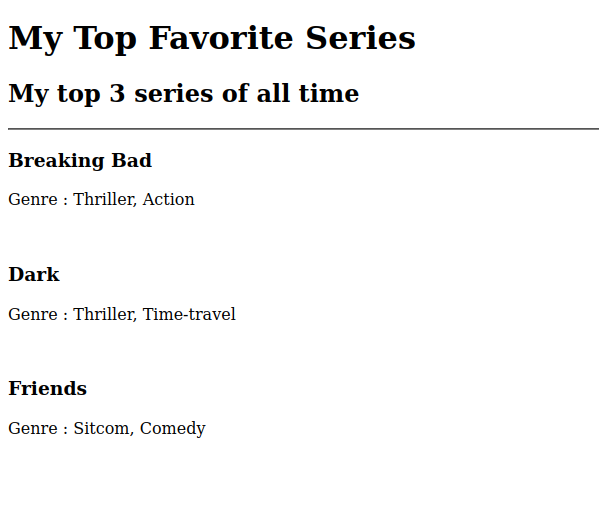 My Top Favorite Series
My top 3 series of all time
Breaking Bad
Genre : Thriller, Action
Dark
Genre : Thriller, Time-travel
Friends
Genre : Sitcom, Comedy